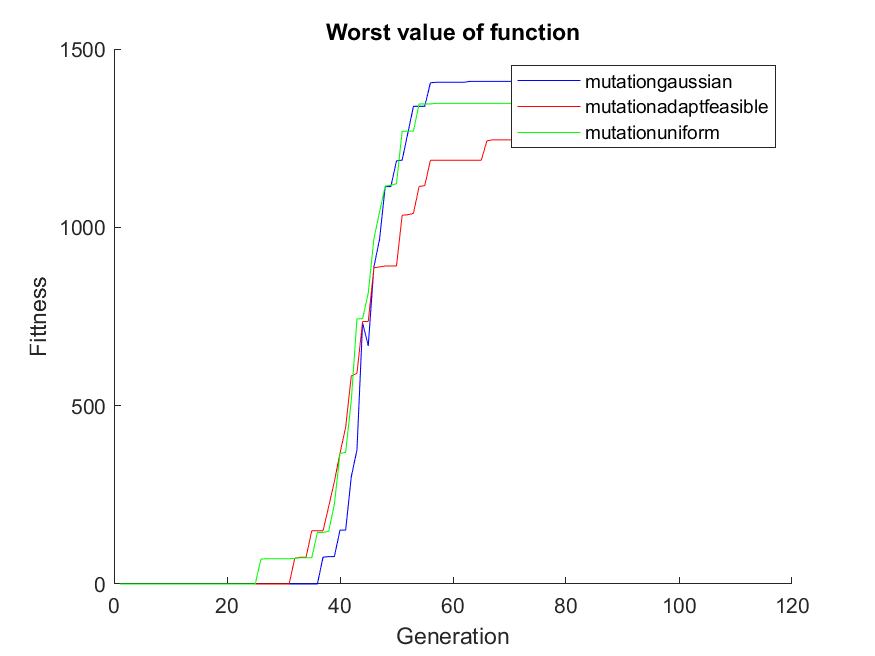 Worst value of function
1500
1000
500
0
Fittness
0 20 40 60 80 100 120
Generation
mutationgaussian
mutationadaptfeasible
mutationuniform